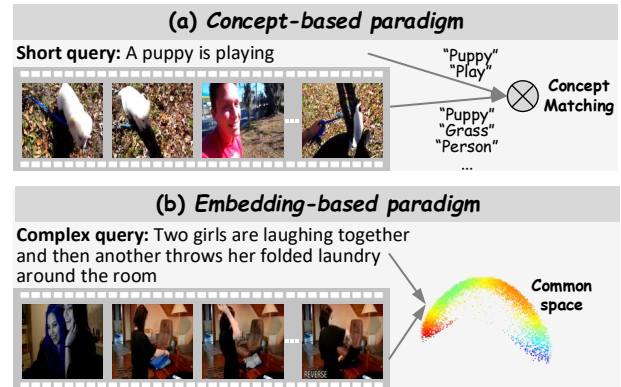 (a) Concept-based paradigm
Short query: A puppy is playing
“Puppy”
“Play”
Concept
Matching
“Puppy”
“Grass”
“Person”
...
(b) Embedding-based paradigm
Complex query: Two girls are laughing together
and then another throws her folded laundry
around the room
Common
space
REVERSE